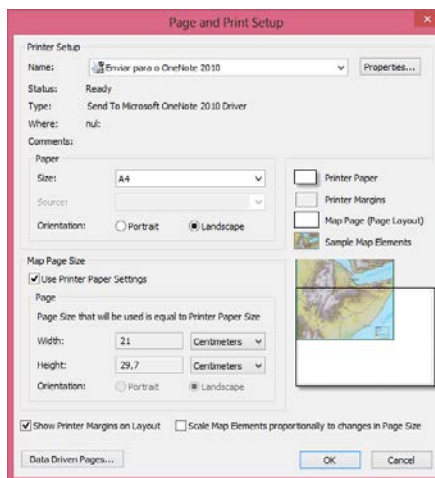 Page and Print Setup
Printer Setup
Name: Enviar para o OneNote 2010 Properties...
Status: Ready
Type: Send To Microsoft OneNote 2010 Driver
Where: nul:
Comments:
Paper
Size: A4
Source:
Orientation: Portrait Landscape
Printer Paper
Printer Margins
Map Page (Page Layout)
Sample Map Elements
Map Page Size
Use Printer Paper Settings
Page
Page Size that will be used is equal to Printer Paper Size
Width: 21 Centimeters
Height: 29,7 Centimeters
Orientation: Portrait Landscape
Show Printer Margins on Layout Scale Map Elements proportionally to changes in Page Size
Data Driven Pages... OK Cancel